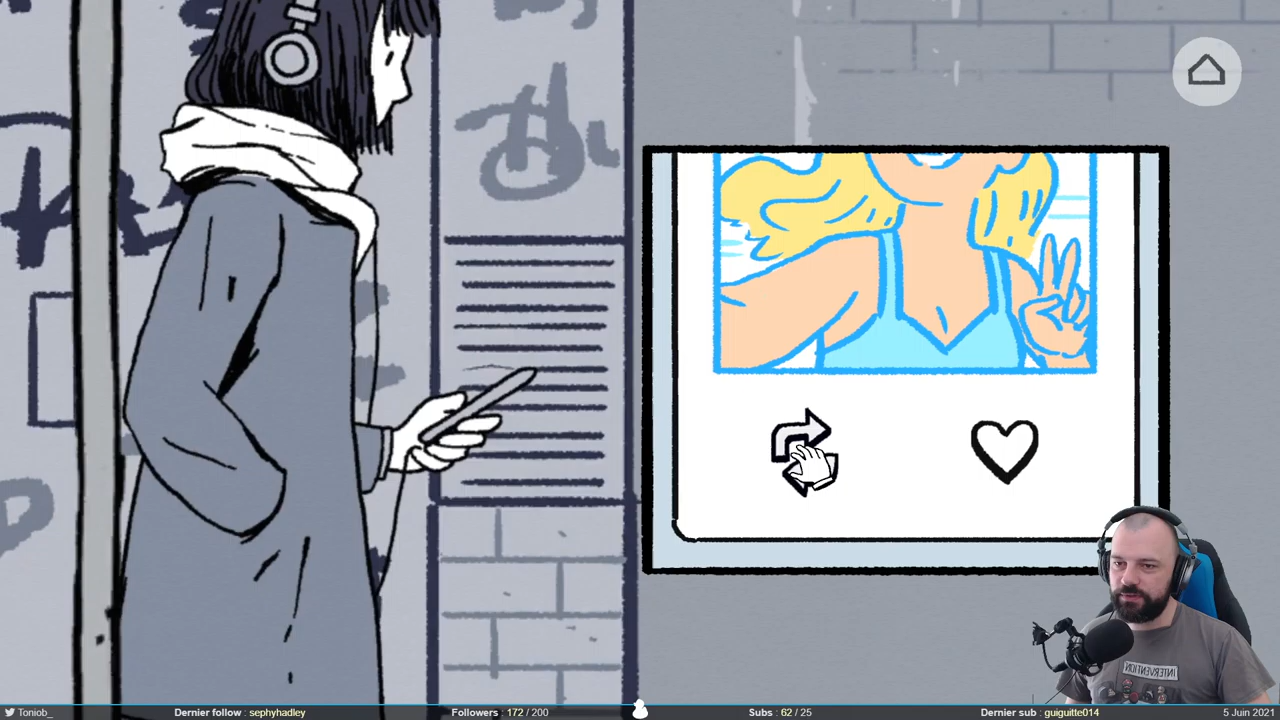 INTERVENTION
Toniob_ Dernier follow : sephyhadley Followers : 172 / 200 Subs : 62 / 25 Dernier sub : guiguitte014 5 Juin 2021